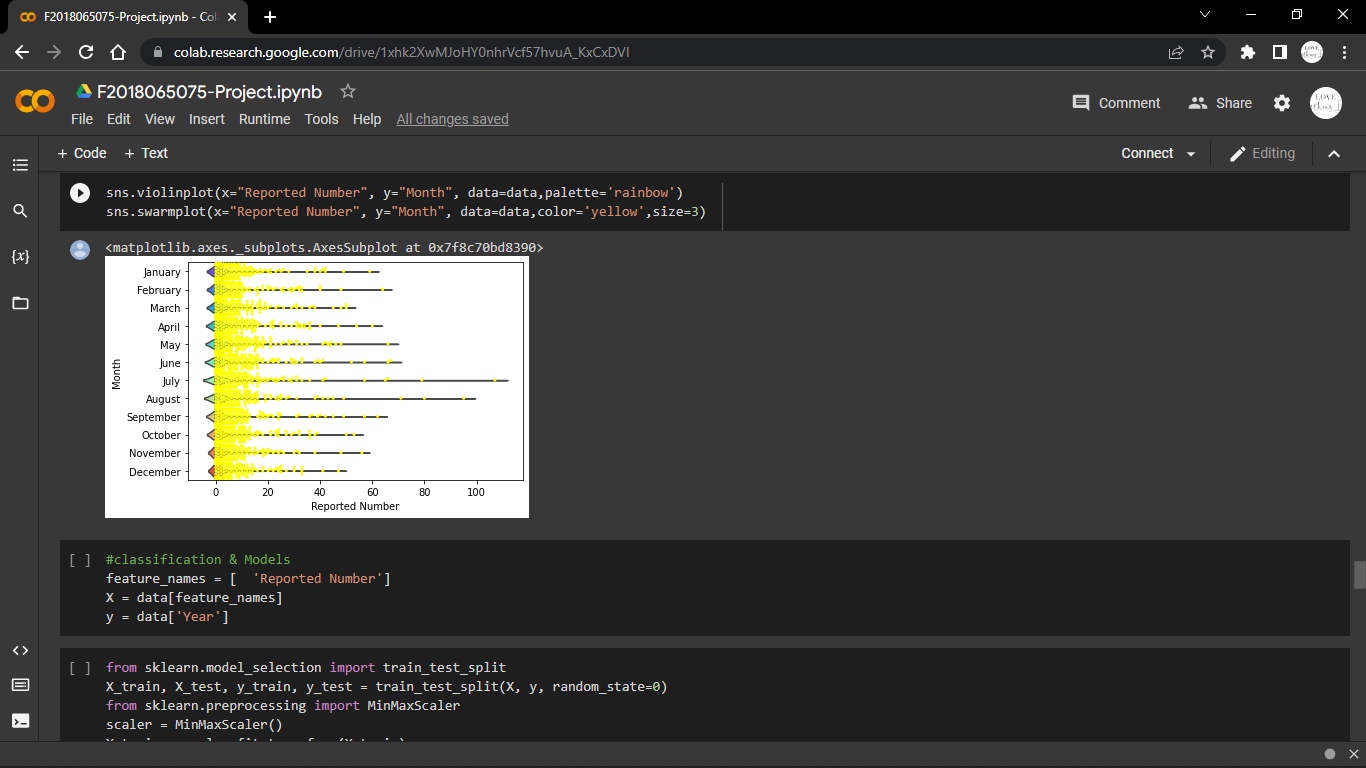 F2018065075-Project.ipynb - Col
colab.research.google.com/drive/1xhk2XwMJoHY0nhrVcf57hvuA_KxCxDVI
F2018065075-Project.ipynb
Comment
Share
File Edit View Insert Runtime Tools Help All changes saved
+ Code + Text
Connect
Editing
sns.violinplot(x="Reported Number", y="Month", data=data,palette='rainbow')
sns.swarmplot(x="Reported Number", y="Month", data=data,color='yellow',size=3)
{x}
<matplotlib.axes._subplots.AxesSubplot at 0x7f8c70bd8390>
January
February
March
April
May
June
July
August
September
October
November
December
Month
0 20 40 60 80 100
Reported Number
[ ] #classification & Models
feature_names = [  'Reported Number']
X = data[feature_names]
y = data['Year']
[ ] from sklearn.model_selection import train_test_split
X_train, X_test, y_train, y_test = train_test_split(X, y, random_state=0)
from sklearn.preprocessing import MinMaxScaler
scaler = MinMaxScaler()